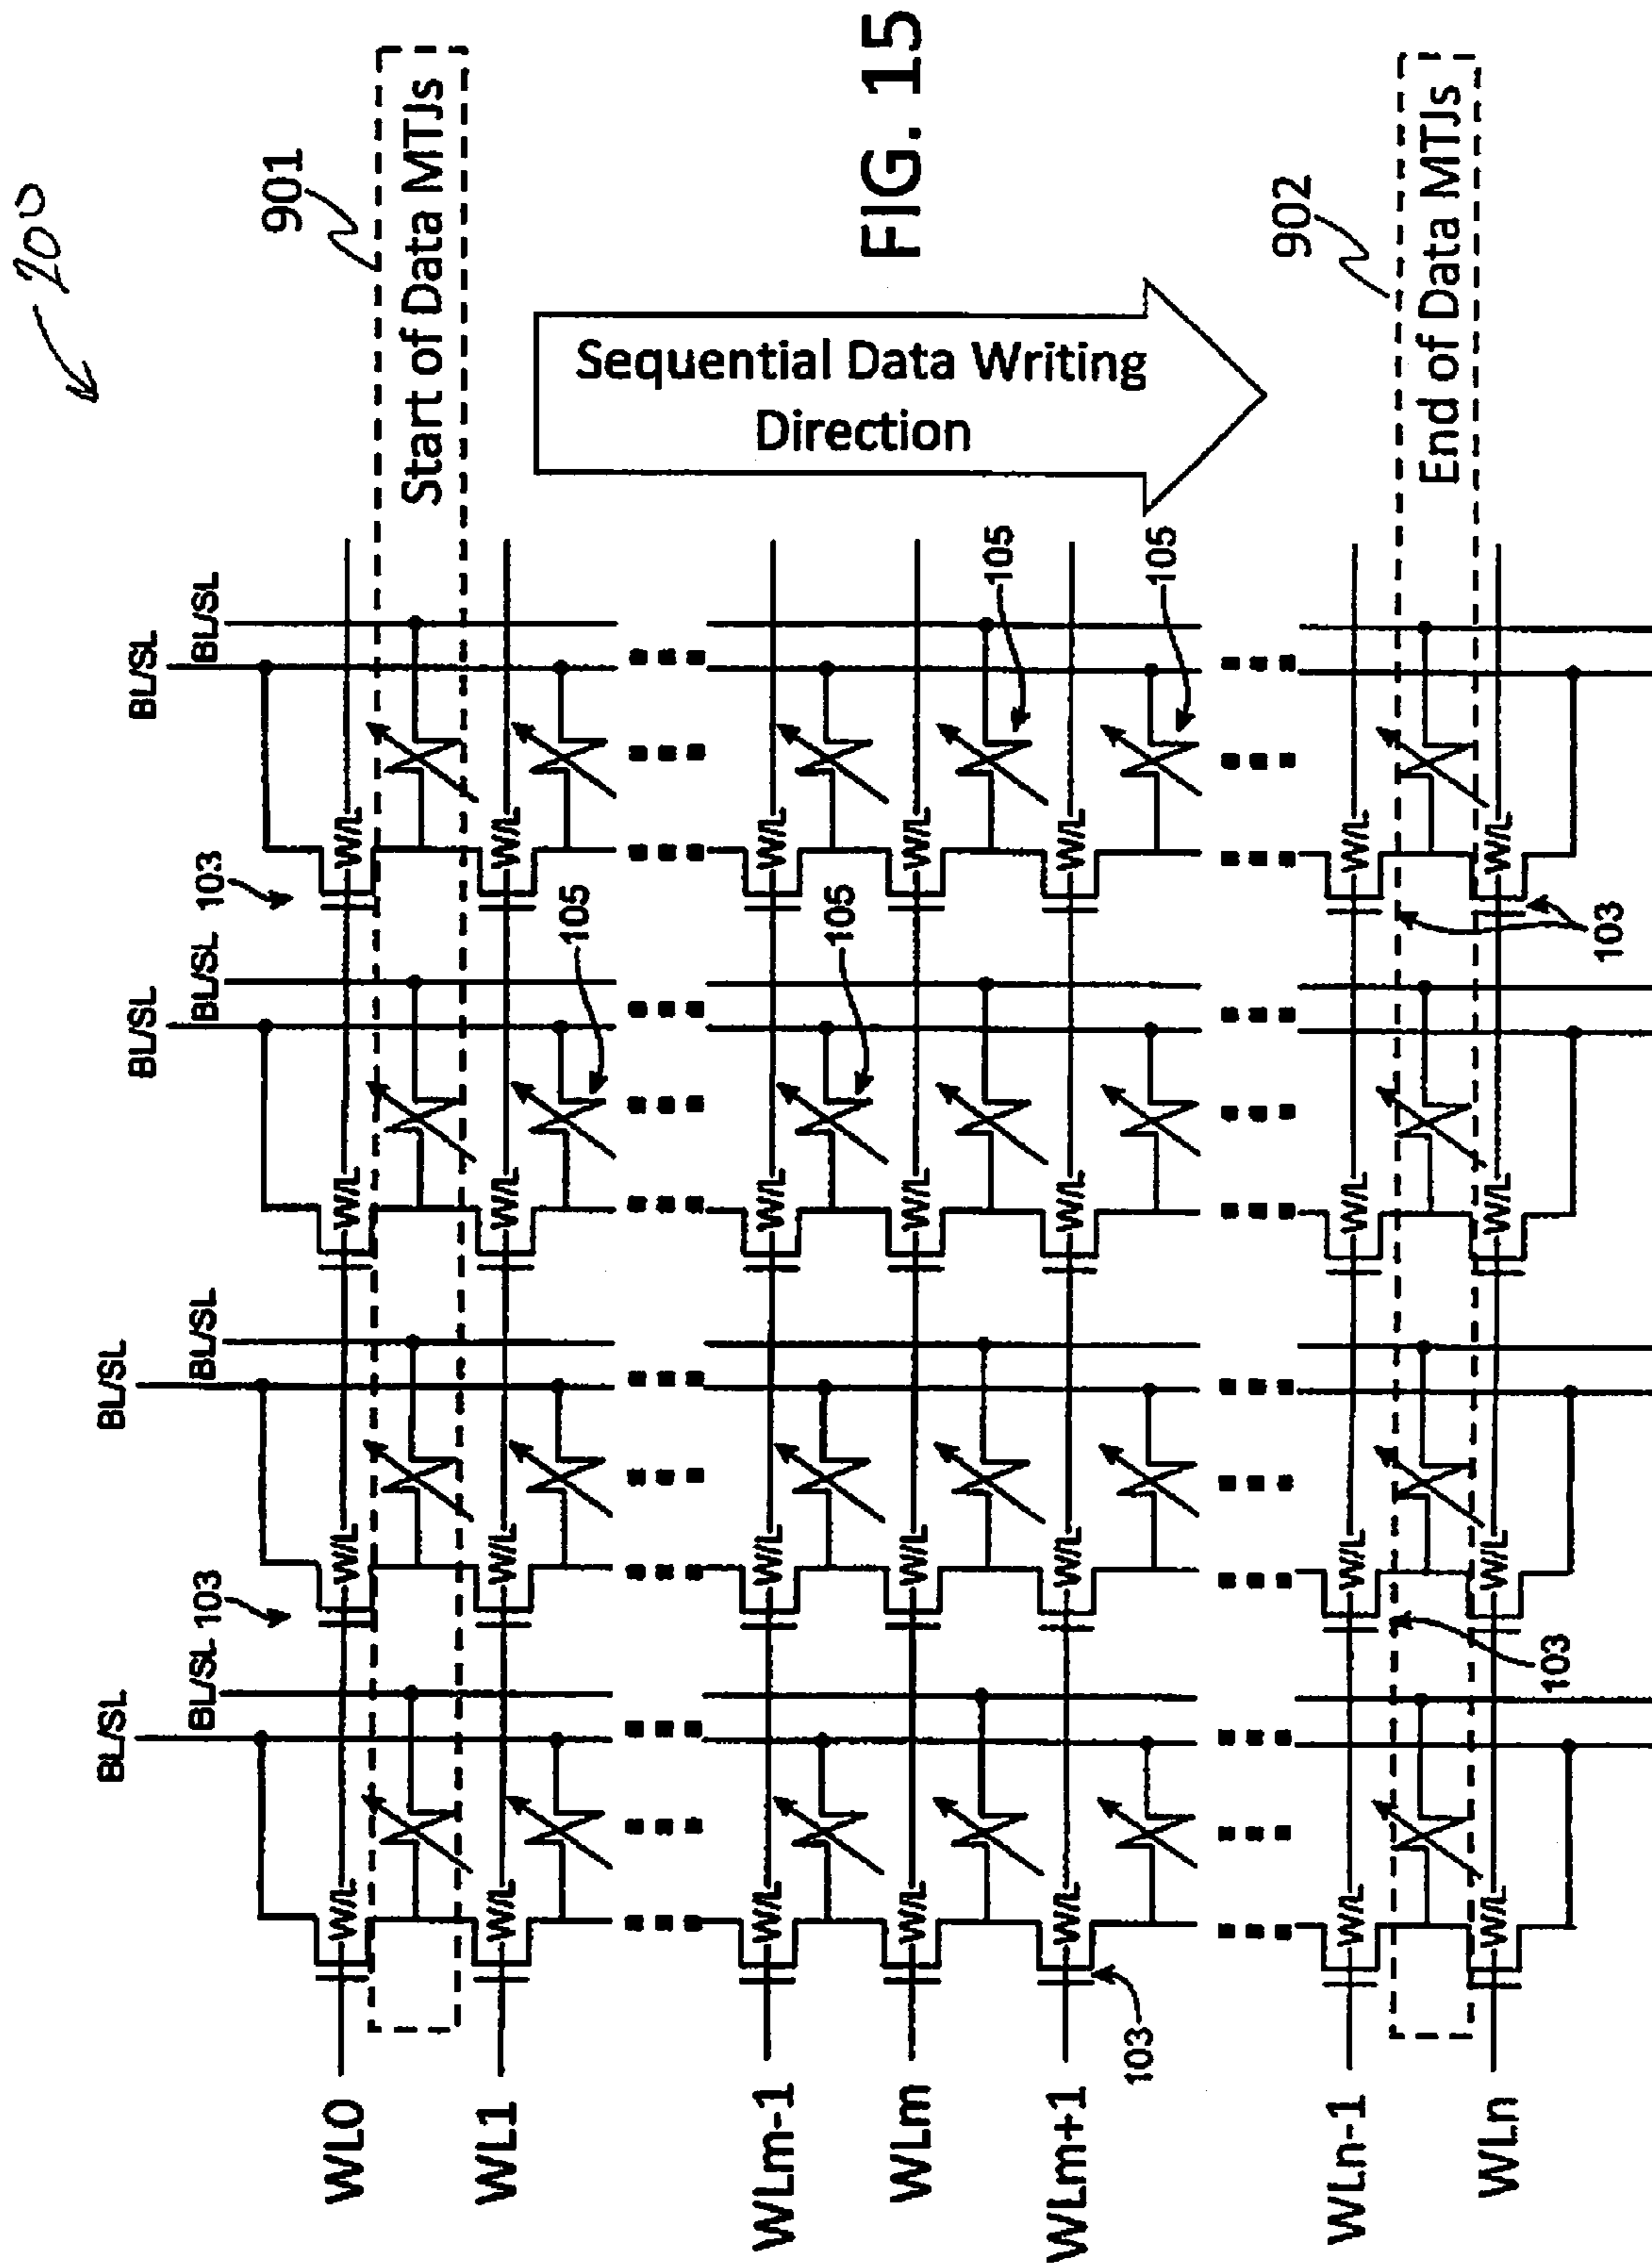 200
BL/SL BL/SL BL/SL BL/SL
BL/SL 103 BL/SL BL/SL 103 BL/SL
901
WL0 W/L W/L W/L W/L
Start of Data MTJs
WL1 W/L W/L W/L W/L
105
Sequential Data Writing
Direction
WLm-1 W/L W/L W/L W/L
105
FIG. 15
WLm W/L W/L W/L W/L
105
WLm+1 W/L W/L W/L W/L
103 105
902
WLn-1 W/L W/L W/L W/L
End of Data MTJs
WLn W/L W/L W/L W/L
103 103